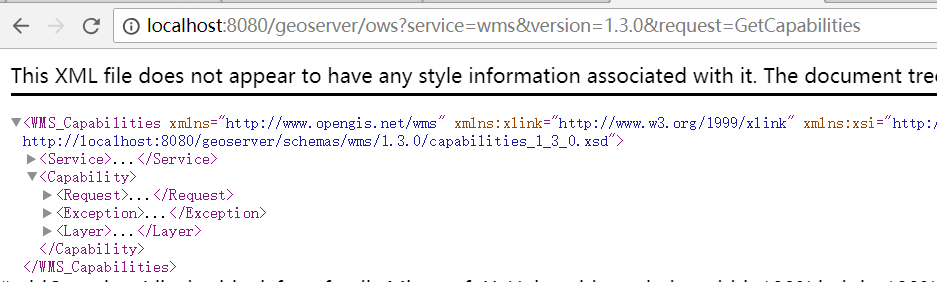 localhost:8080/geoserver/ows?service=wms&version=1.3.0&request=GetCapabilities
This XML file does not appear to have any style information associated with it. The document tree
▼<WMS_Capabilities xmlns="http://www.opengis.net/wms" xmlns:xlink="http://www.w3.org/1999/xlink" xmlns:xsi="http:/
http://localhost:8080/geoserver/schemas/wms/1.3.0/capabilities_1_3_0.xsd">
▶<Service>...</Service>
▼<Capability>
▶<Request>...</Request>
▶<Exception>...</Exception>
▶<Layer>...</Layer>
</Capability>
</WMS_Capabilities>